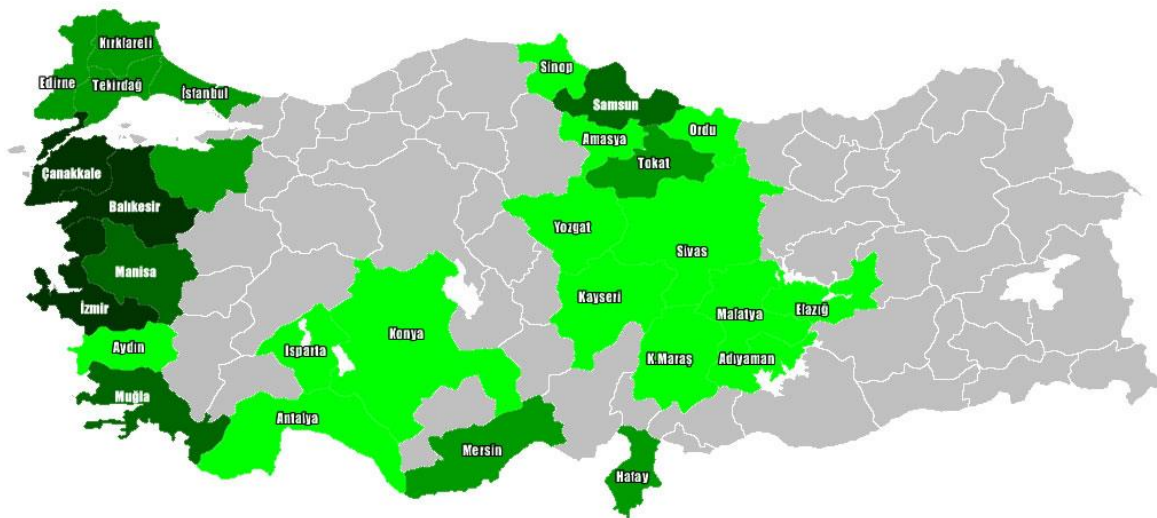 Kırklareli
Edirne
Tekirdağ
İstanbul
Sinop
Samsun
Ordu
Amasya
Tokat
Çanakkale
Balıkesir
Yozgat
Sivas
Manisa
Kayseri
İzmir
Malatya
Elazığ
Konya
Aydın
Isparta
K.Maraş
Adıyaman
Muğla
Antalya
Mersin
Hatay